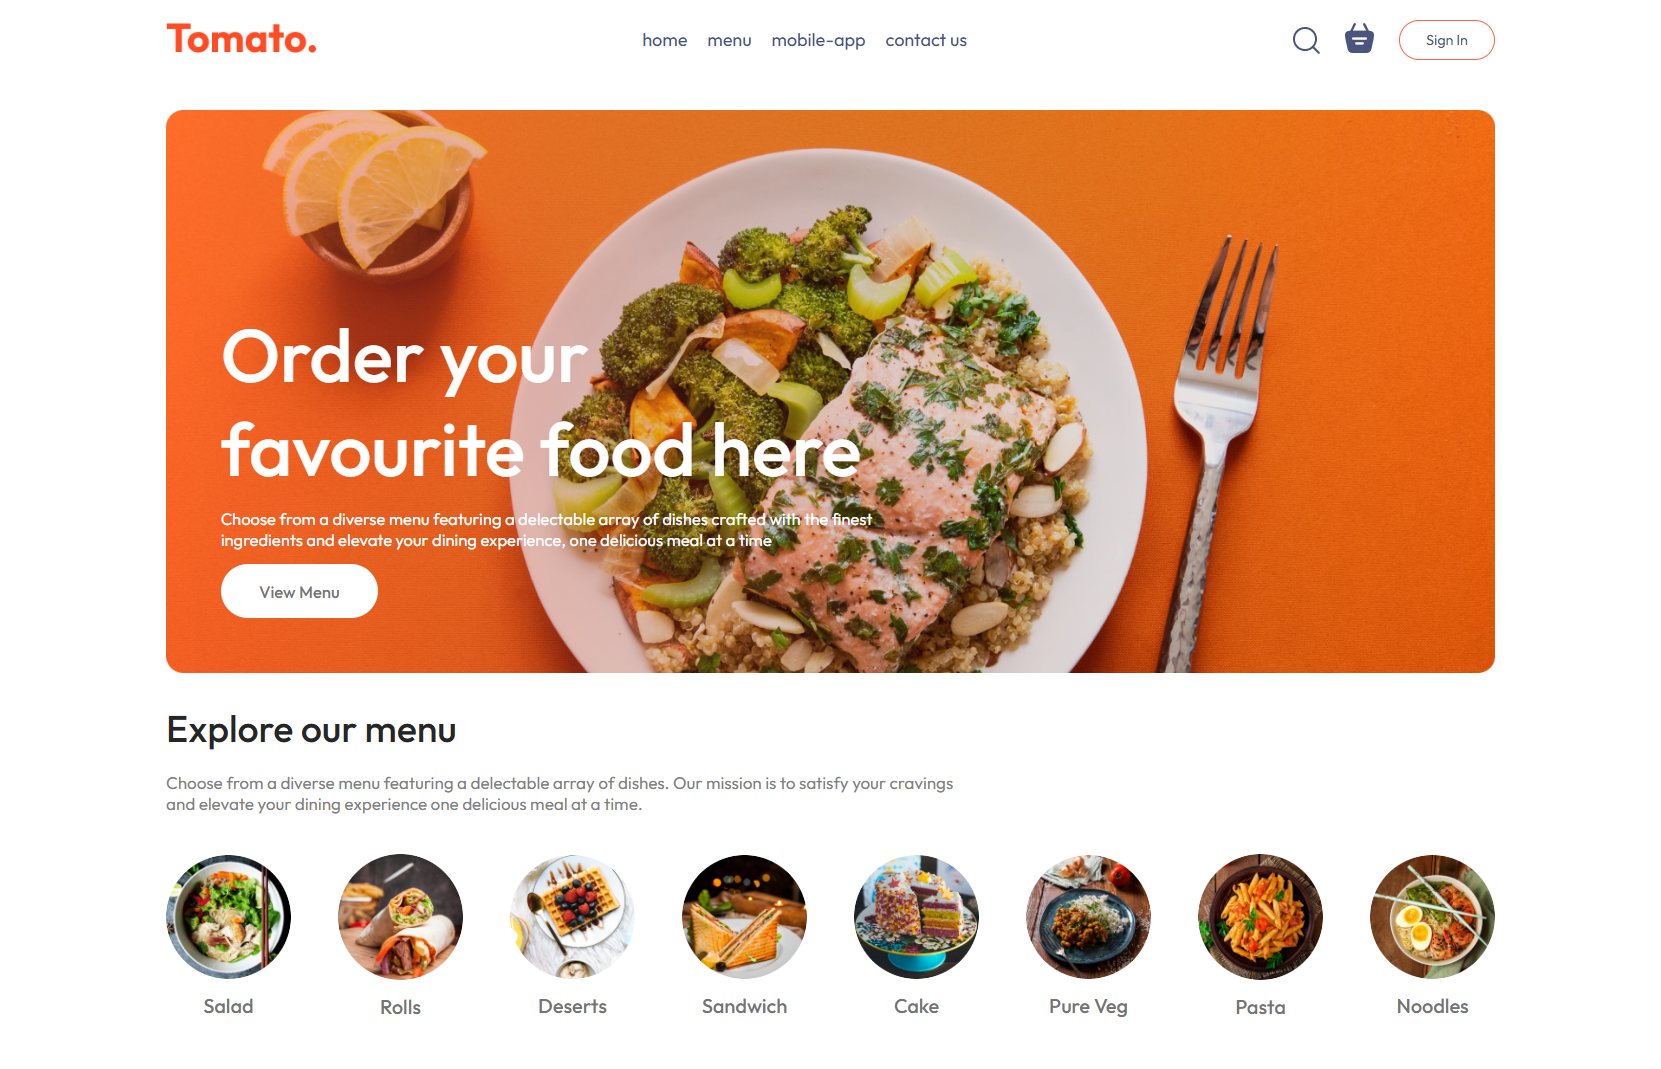 Tomato.
home menu mobile-app contact us
Sign In
Order your
favourite food here
Choose from a diverse menu featuring a delectable array of dishes crafted with the finest
ingredients and elevate your dining experience, one delicious meal at a time
View Menu
Explore our menu
Choose from a diverse menu featuring a delectable array of dishes. Our mission is to satisfy your cravings
and elevate your dining experience one delicious meal at a time.
Salad Rolls Deserts Sandwich Cake Pure Veg Pasta Noodles